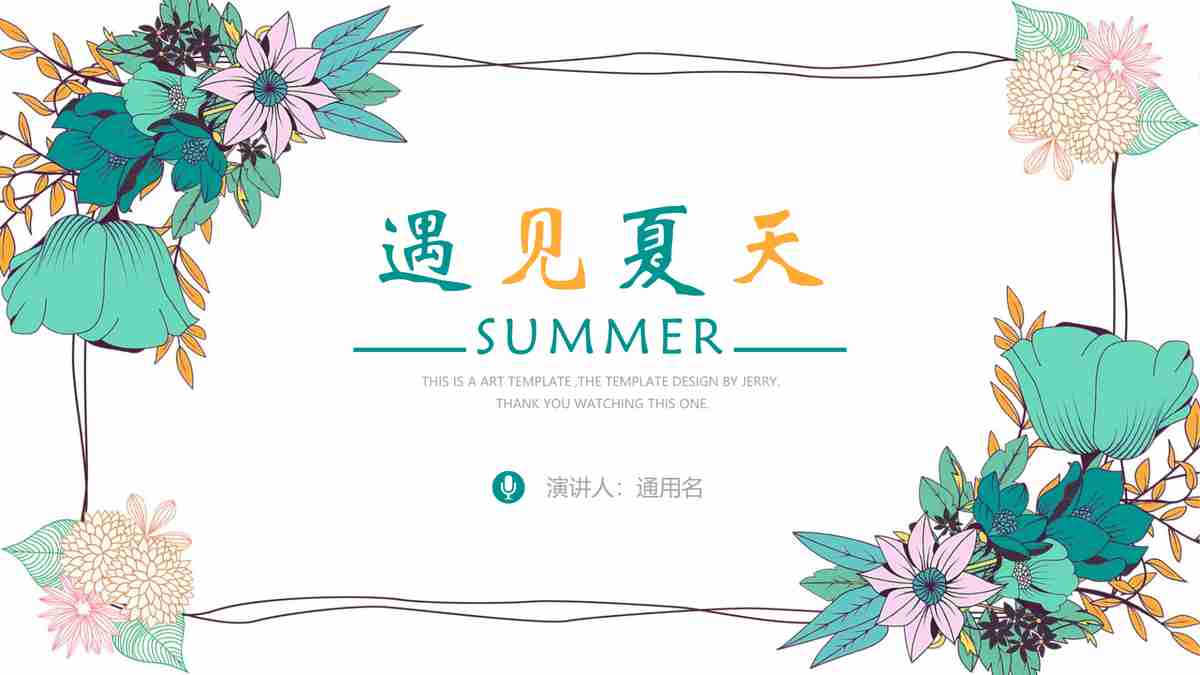 遇见夏天
SUMMER
THIS IS A ART TEMPLATE ,THE TEMPLATE DESIGN BY JERRY.
THANK YOU WATCHING THIS ONE.
演讲人：通用名